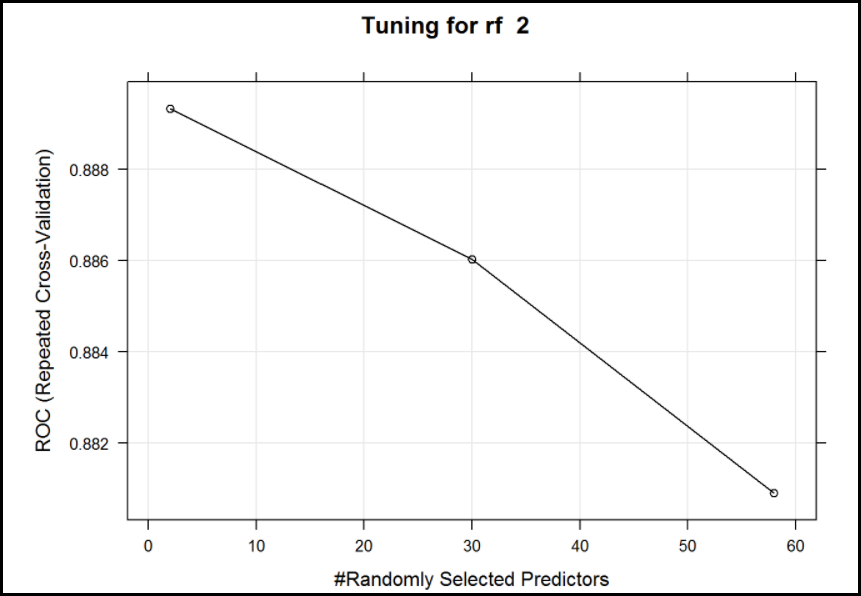 Tuning for rf  2
ROC (Repeated Cross-Validation)
0.888
0.886
0.884
0.882
0 10 20 30 40 50 60
#Randomly Selected Predictors